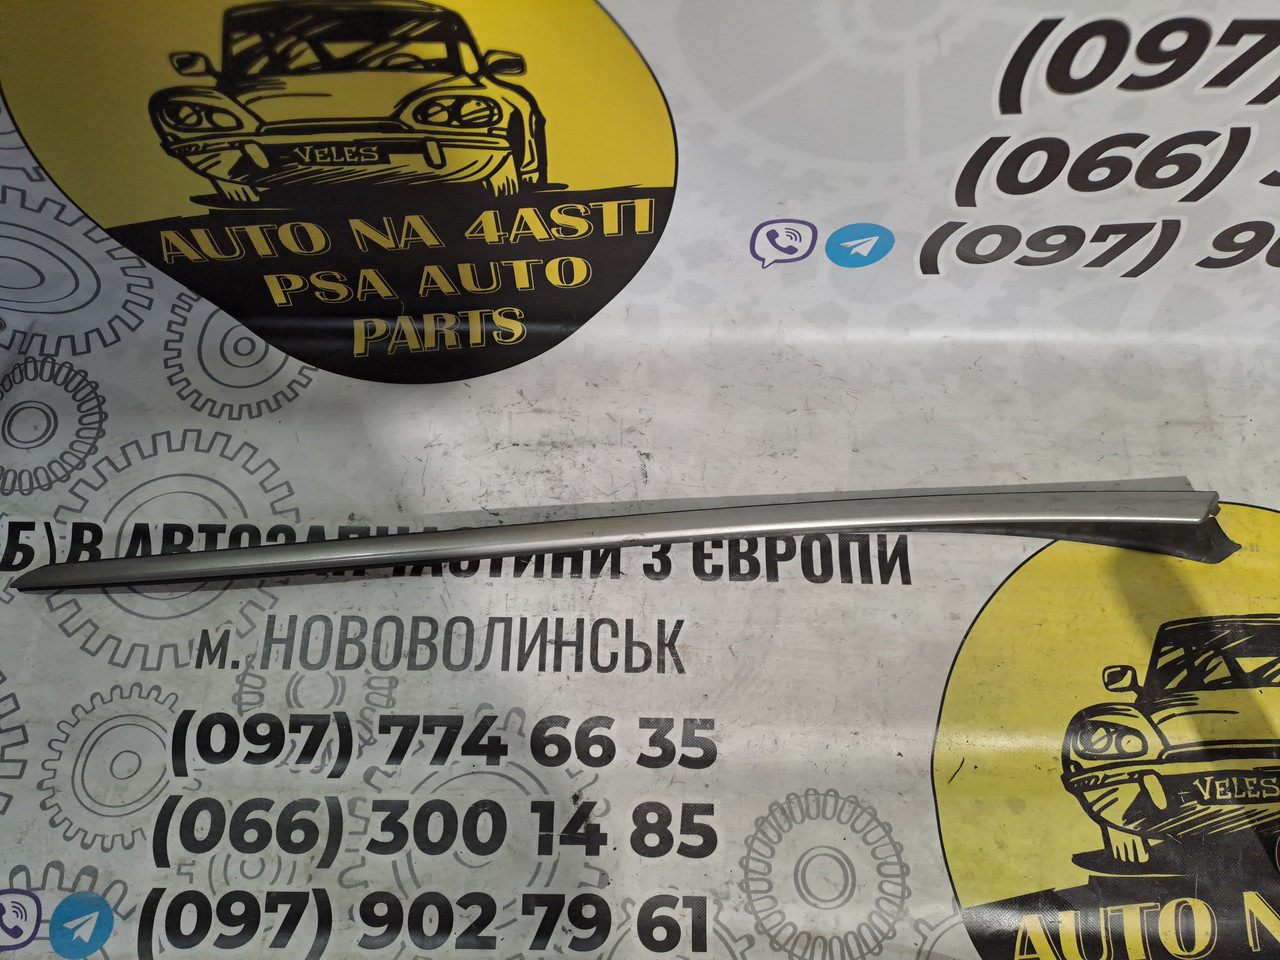 VELES
AUTO NA 4ASTI
PSA AUTO
PARTS
(097)
(066)
(097) 90
Б)В АВТОЗАПЧАСТИНИ З ЄВРОПИ
м. НОВОВОЛИНСЬК
(097) 774 66 35
(066) 300 14 85
(097) 902 79 61
VELES
AUTO N